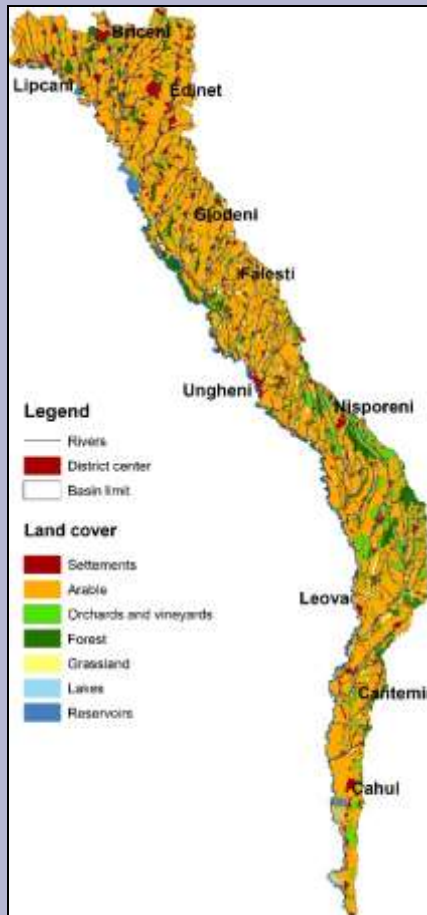 Briceni
Lipcani
Edinet
Glodeni
Falesti
Ungheni
Nisporeni
Legend
Rivers
District center
Basin limit
Land cover
Settements
Arable
Orchards and vineyards
Forest
Grassland
Lakes
Reservoirs
Leova
Cantemi
Cahul